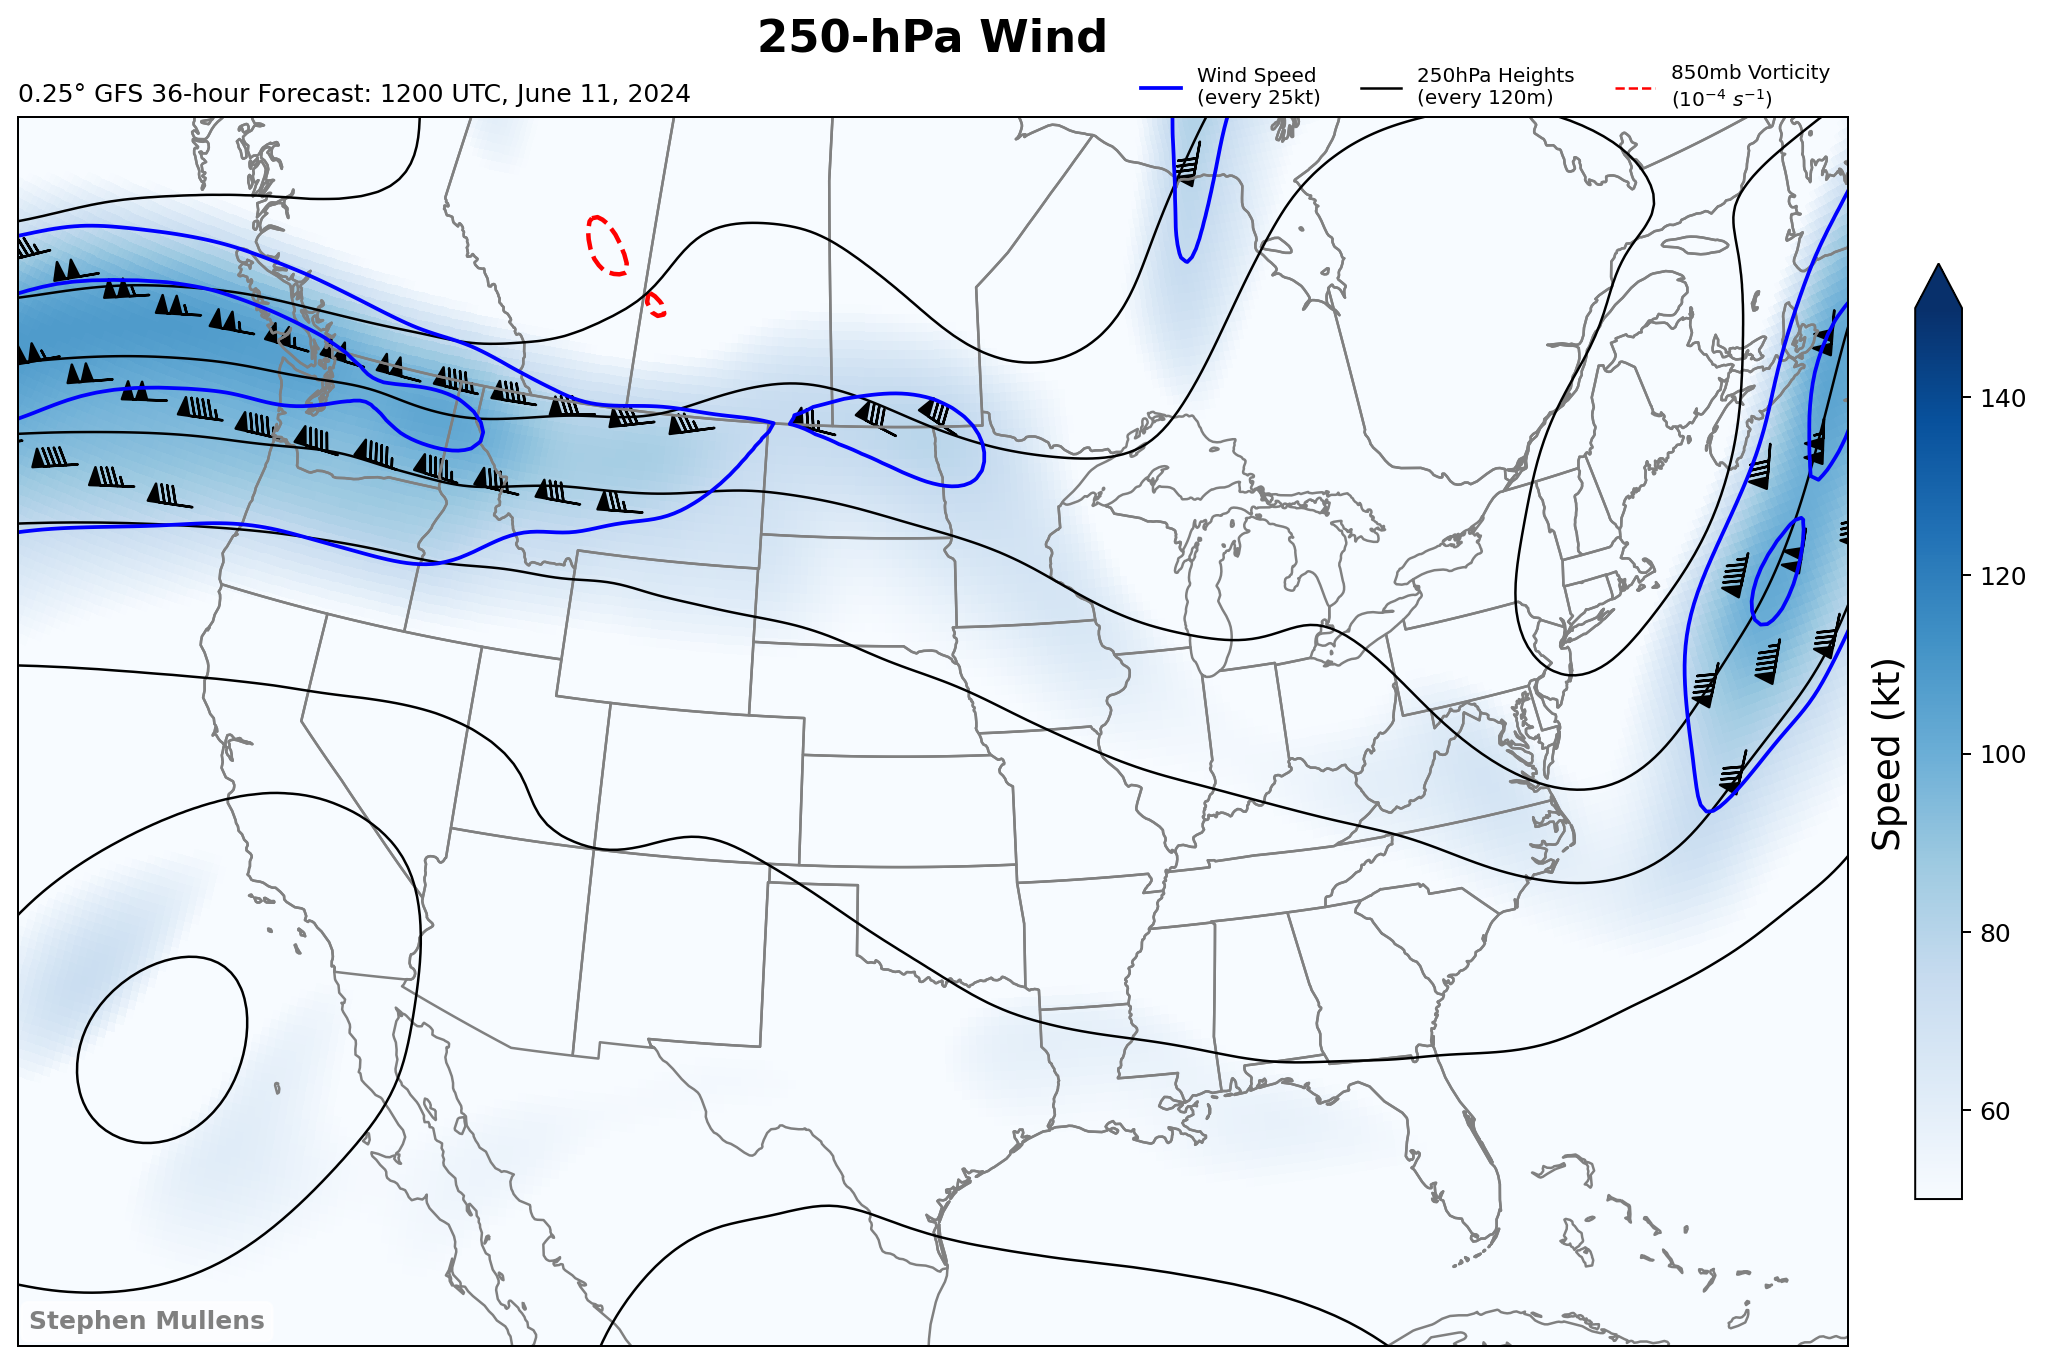 250-hPa Wind
0.25° GFS 36-hour Forecast: 1200 UTC, June 11, 2024
Wind Speed
(every 25kt)
250hPa Heights
(every 120m)
850mb Vorticity
(10⁻⁴ s⁻¹)
140
120
100
80
60
Speed (kt)
Stephen Mullens